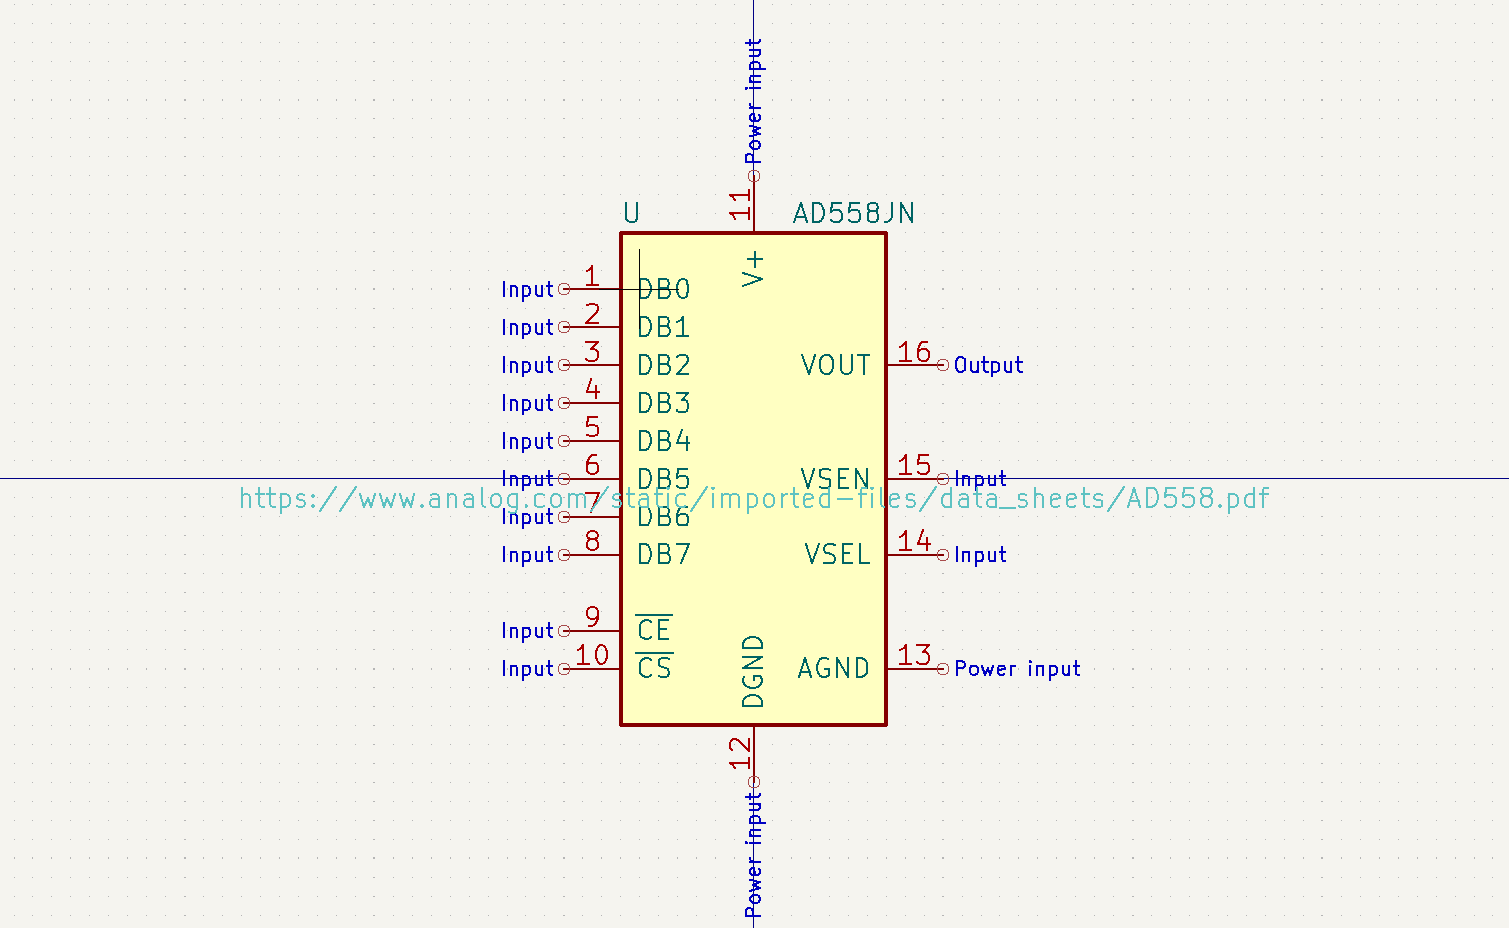 Power input
11
U AD558JN
V+
Input 1 DB0
Input 2 DB1
Input 3 DB2 VOUT 16 Output
Input 4 DB3
Input 5 DB4
Input 6 DB5 VSEN 15 Input
https://www.analog.com/static/imported-files/data_sheets/AD558.pdf
Input 7 DB6
Input 8 DB7 VSEL 14 Input
Input 9 CE
Input 10 CS AGND 13 Power input
DGND
12
Power input